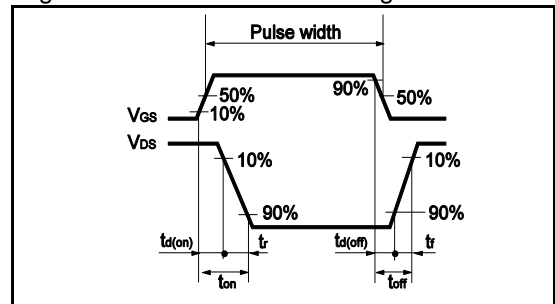 Pulse width
90%
50%
50%
10%
VGS
VDS
10%
10%
90%
90%
td(on)
tr
td(off)
tf
ton
toff